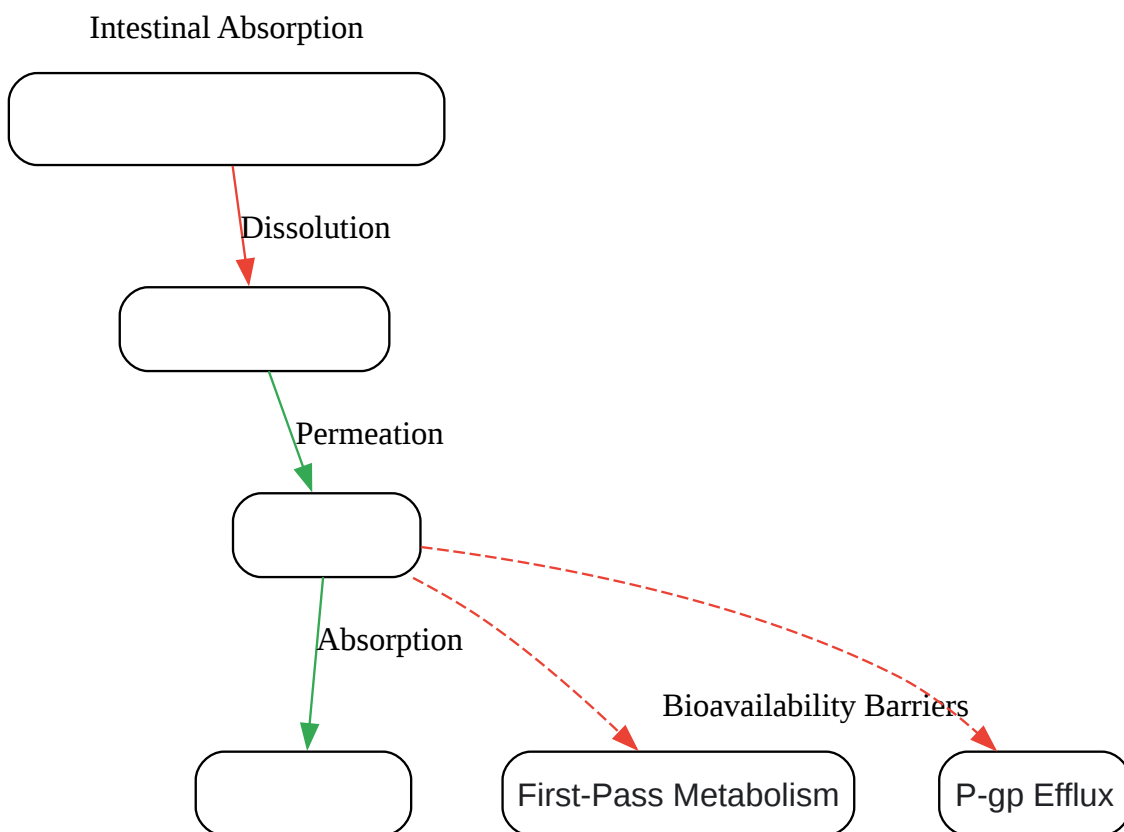 Intestinal Absorption
Dissolution
Permeation
Absorption
Bioavailability Barriers
First-Pass Metabolism
P-gp Efflux